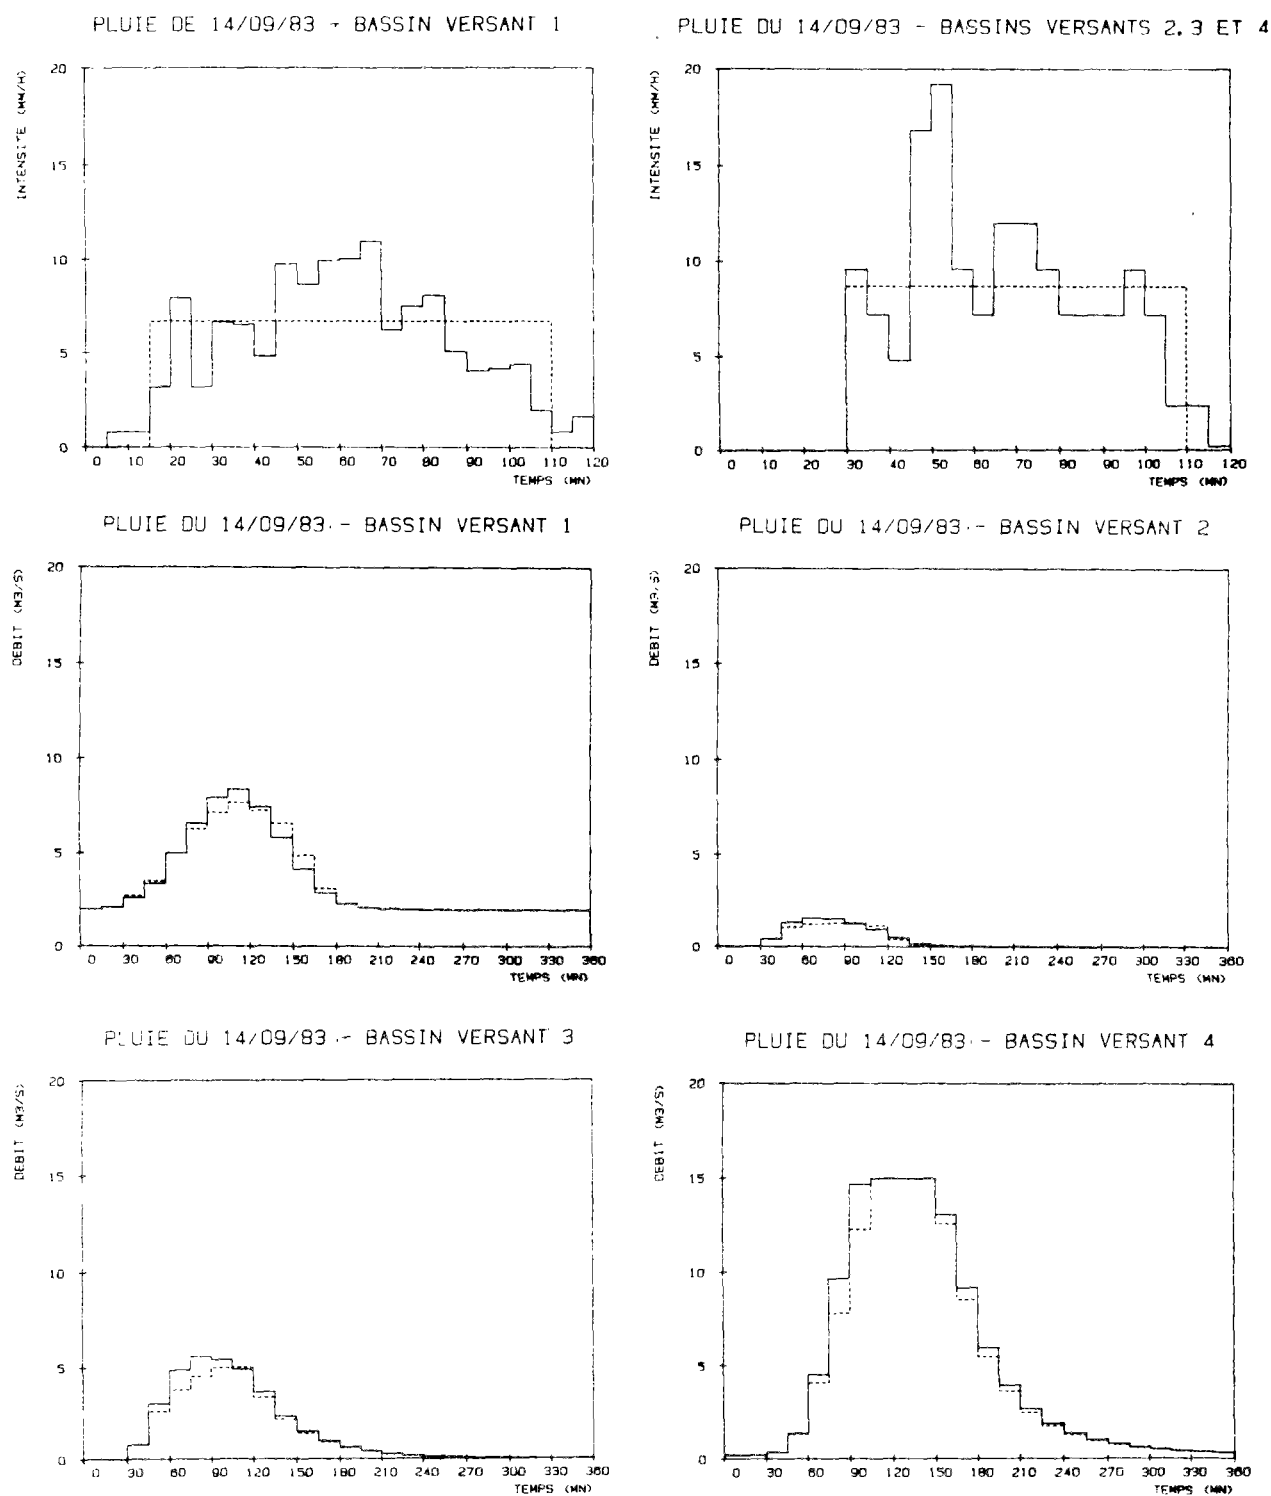 PLUIE DE 14/09/83 - BASSIN VERSANT 1
INTENSITE (MM/H)
20
15
10
5
0
0 10 20 30 40 50 60 70 80 90 100 110 120
TEMPS (MN)
PLUIE DU 14/09/83 - BASSINS VERSANTS 2.3 ET 4
INTENSITE (MM/H)
20
15
10
5
0
0 10 20 30 40 50 60 70 80 90 100 110 120
TEMPS (MN)
PLUIE DU 14/09/83 - BASSIN VERSANT 1
DEBIT (M3/S)
20
15
10
5
0
0 30 60 90 120 150 180 210 240 270 300 330 360
TEMPS (MN)
PLUIE DU 14/09/83 - BASSIN VERSANT 2
DEBIT (M3/S)
20
15
10
5
0
0 30 60 90 120 150 180 210 240 270 300 330 360
TEMPS (MN)
PLUIE DU 14/09/83 - BASSIN VERSANT 3
DEBIT (M3/S)
20
15
10
5
0
0 30 60 90 120 150 180 210 240 270 300 330 360
TEMPS (MN)
PLUIE DU 14/09/83 - BASSIN VERSANT 4
DEBIT (M3/S)
20
15
10
5
0
0 30 60 90 120 150 180 210 240 270 300 330 360
TEMPS (MN)